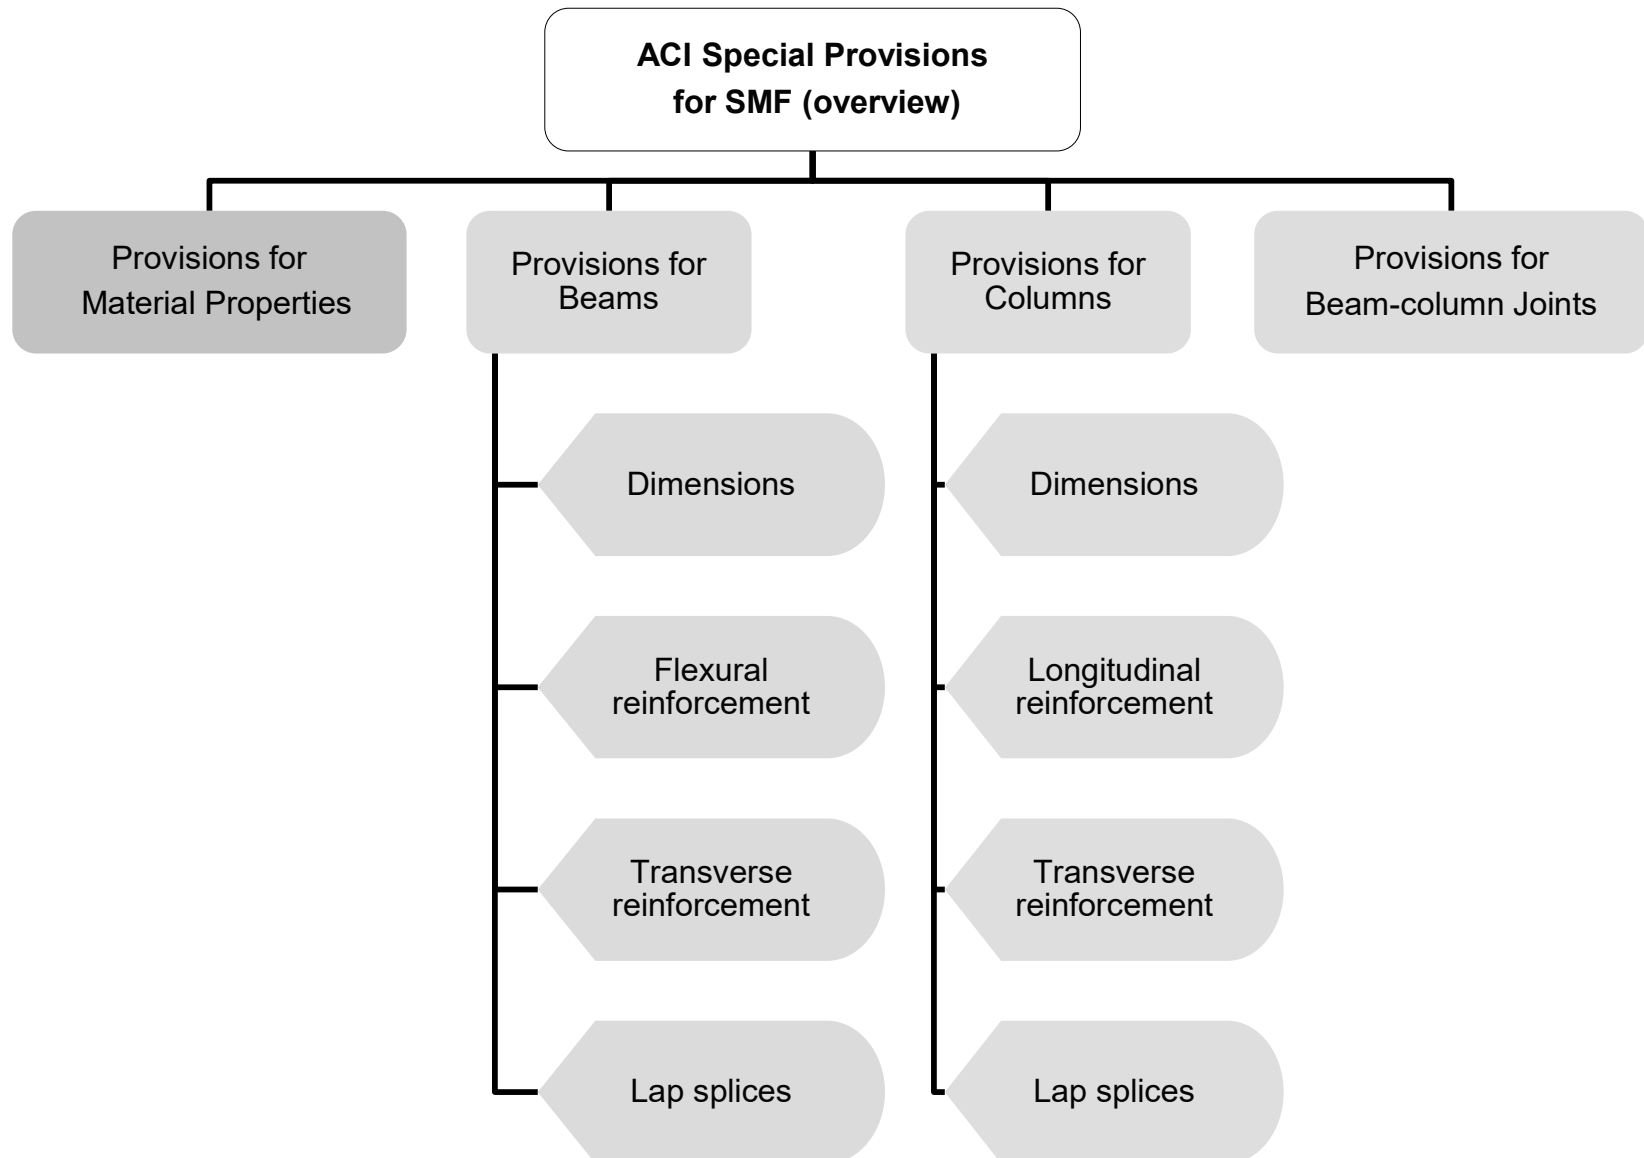 ACI Special Provisions
for SMF (overview)
Provisions for
Material Properties
Provisions for
Beams
Provisions for
Columns
Provisions for
Beam-column Joints
Dimensions
Flexural
reinforcement
Transverse
reinforcement
Lap splices
Dimensions
Longitudinal
reinforcement
Transverse
reinforcement
Lap splices